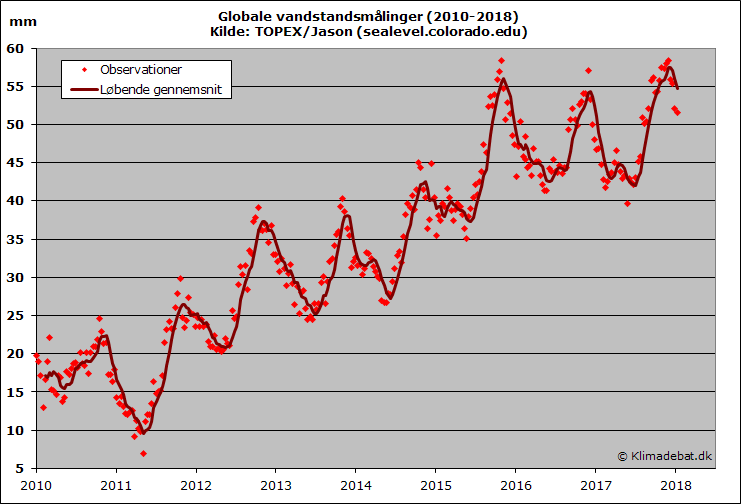 Globale vandstandsmålinger (2010-2018)
Kilde: TOPEX/Jason (sealevel.colorado.edu)
mm
Observationer
Løbende gennemsnit
60
55
50
45
40
35
30
25
20
15
10
5
© Klimadebat.dk
2010 2011 2012 2013 2014 2015 2016 2017 2018